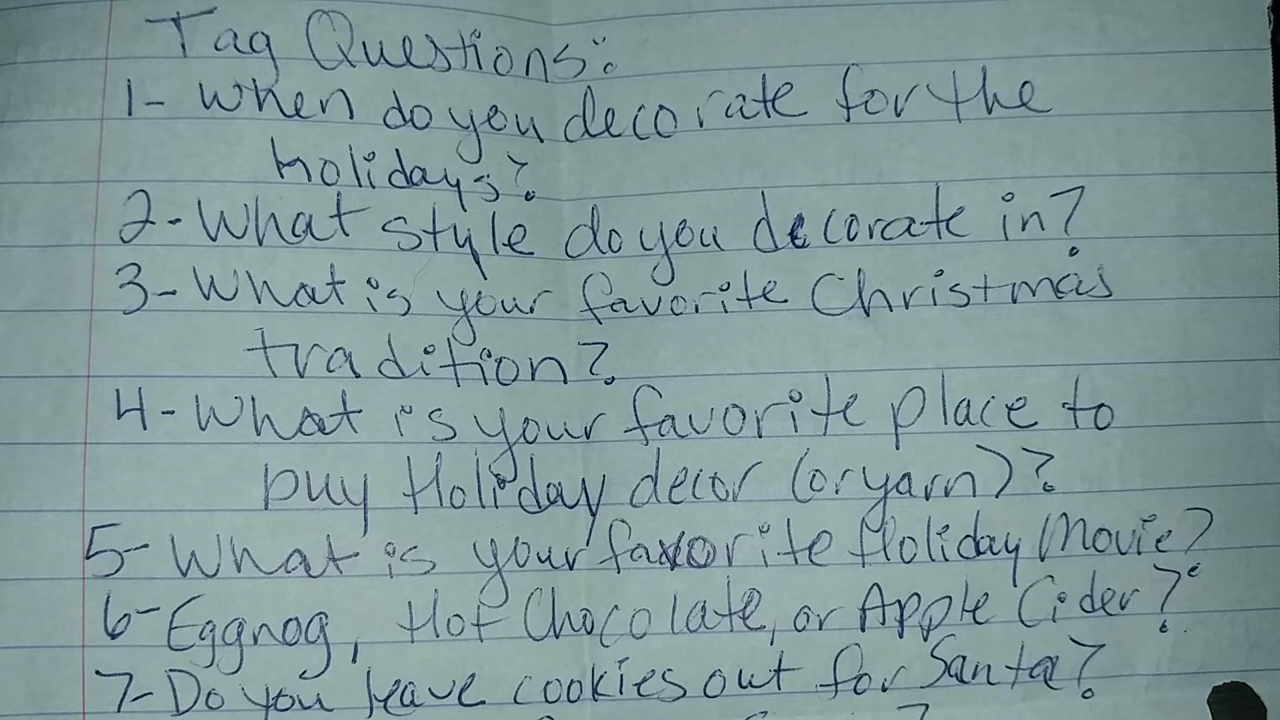 Tag Questions:
1- When do you decorate for the
holidays?
2- What style do you decorate in?
3- What is your favorite Christmas
tradition?
4- What is your favorite place to
buy Holiday decor (or yarn)?
5- What is your favorite Holiday Movie?
6- Eggnog, Hot Chocolate, or Apple Cider?
7- Do you leave cookies out for Santa?